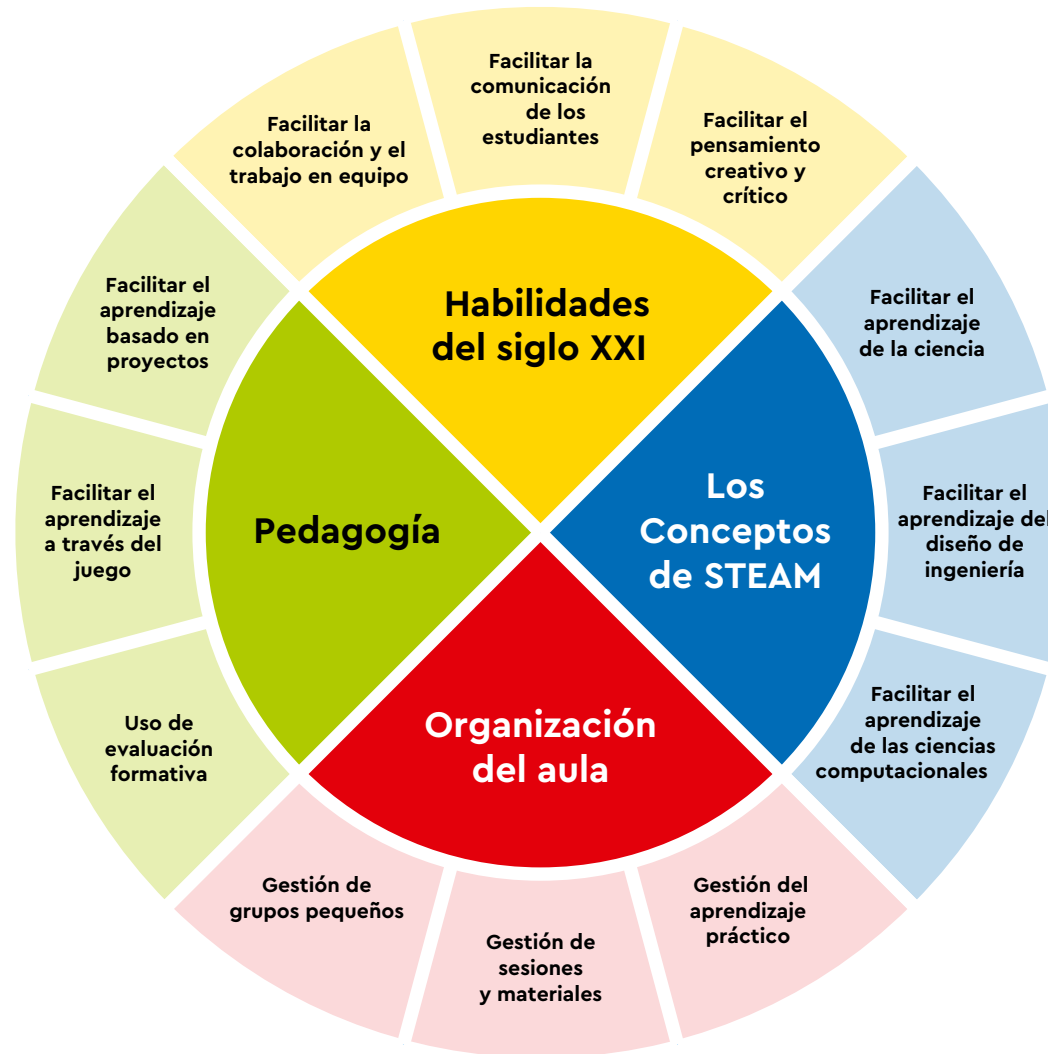 Facilitar la
comunicación
de los
estudiantes
Facilitar la
colaboración y el
trabajo en equipo
Facilitar el
pensamiento
creativo y
crítico
Habilidades
del siglo XXI
Facilitar el
aprendizaje
basado en
proyectos
Facilitar el
aprendizaje
de la ciencia
Facilitar el
aprendizaje
a través del
juego
Pedagogía
Los
Conceptos
de STEAM
Facilitar el
aprendizaje del
diseño de
ingeniería
Uso de
evaluación
formativa
Organización
del aula
Facilitar el
aprendizaje
de las ciencias
computacionales
Gestión de
grupos pequeños
Gestión de
sesiones
y materiales
Gestión del
aprendizaje
práctico